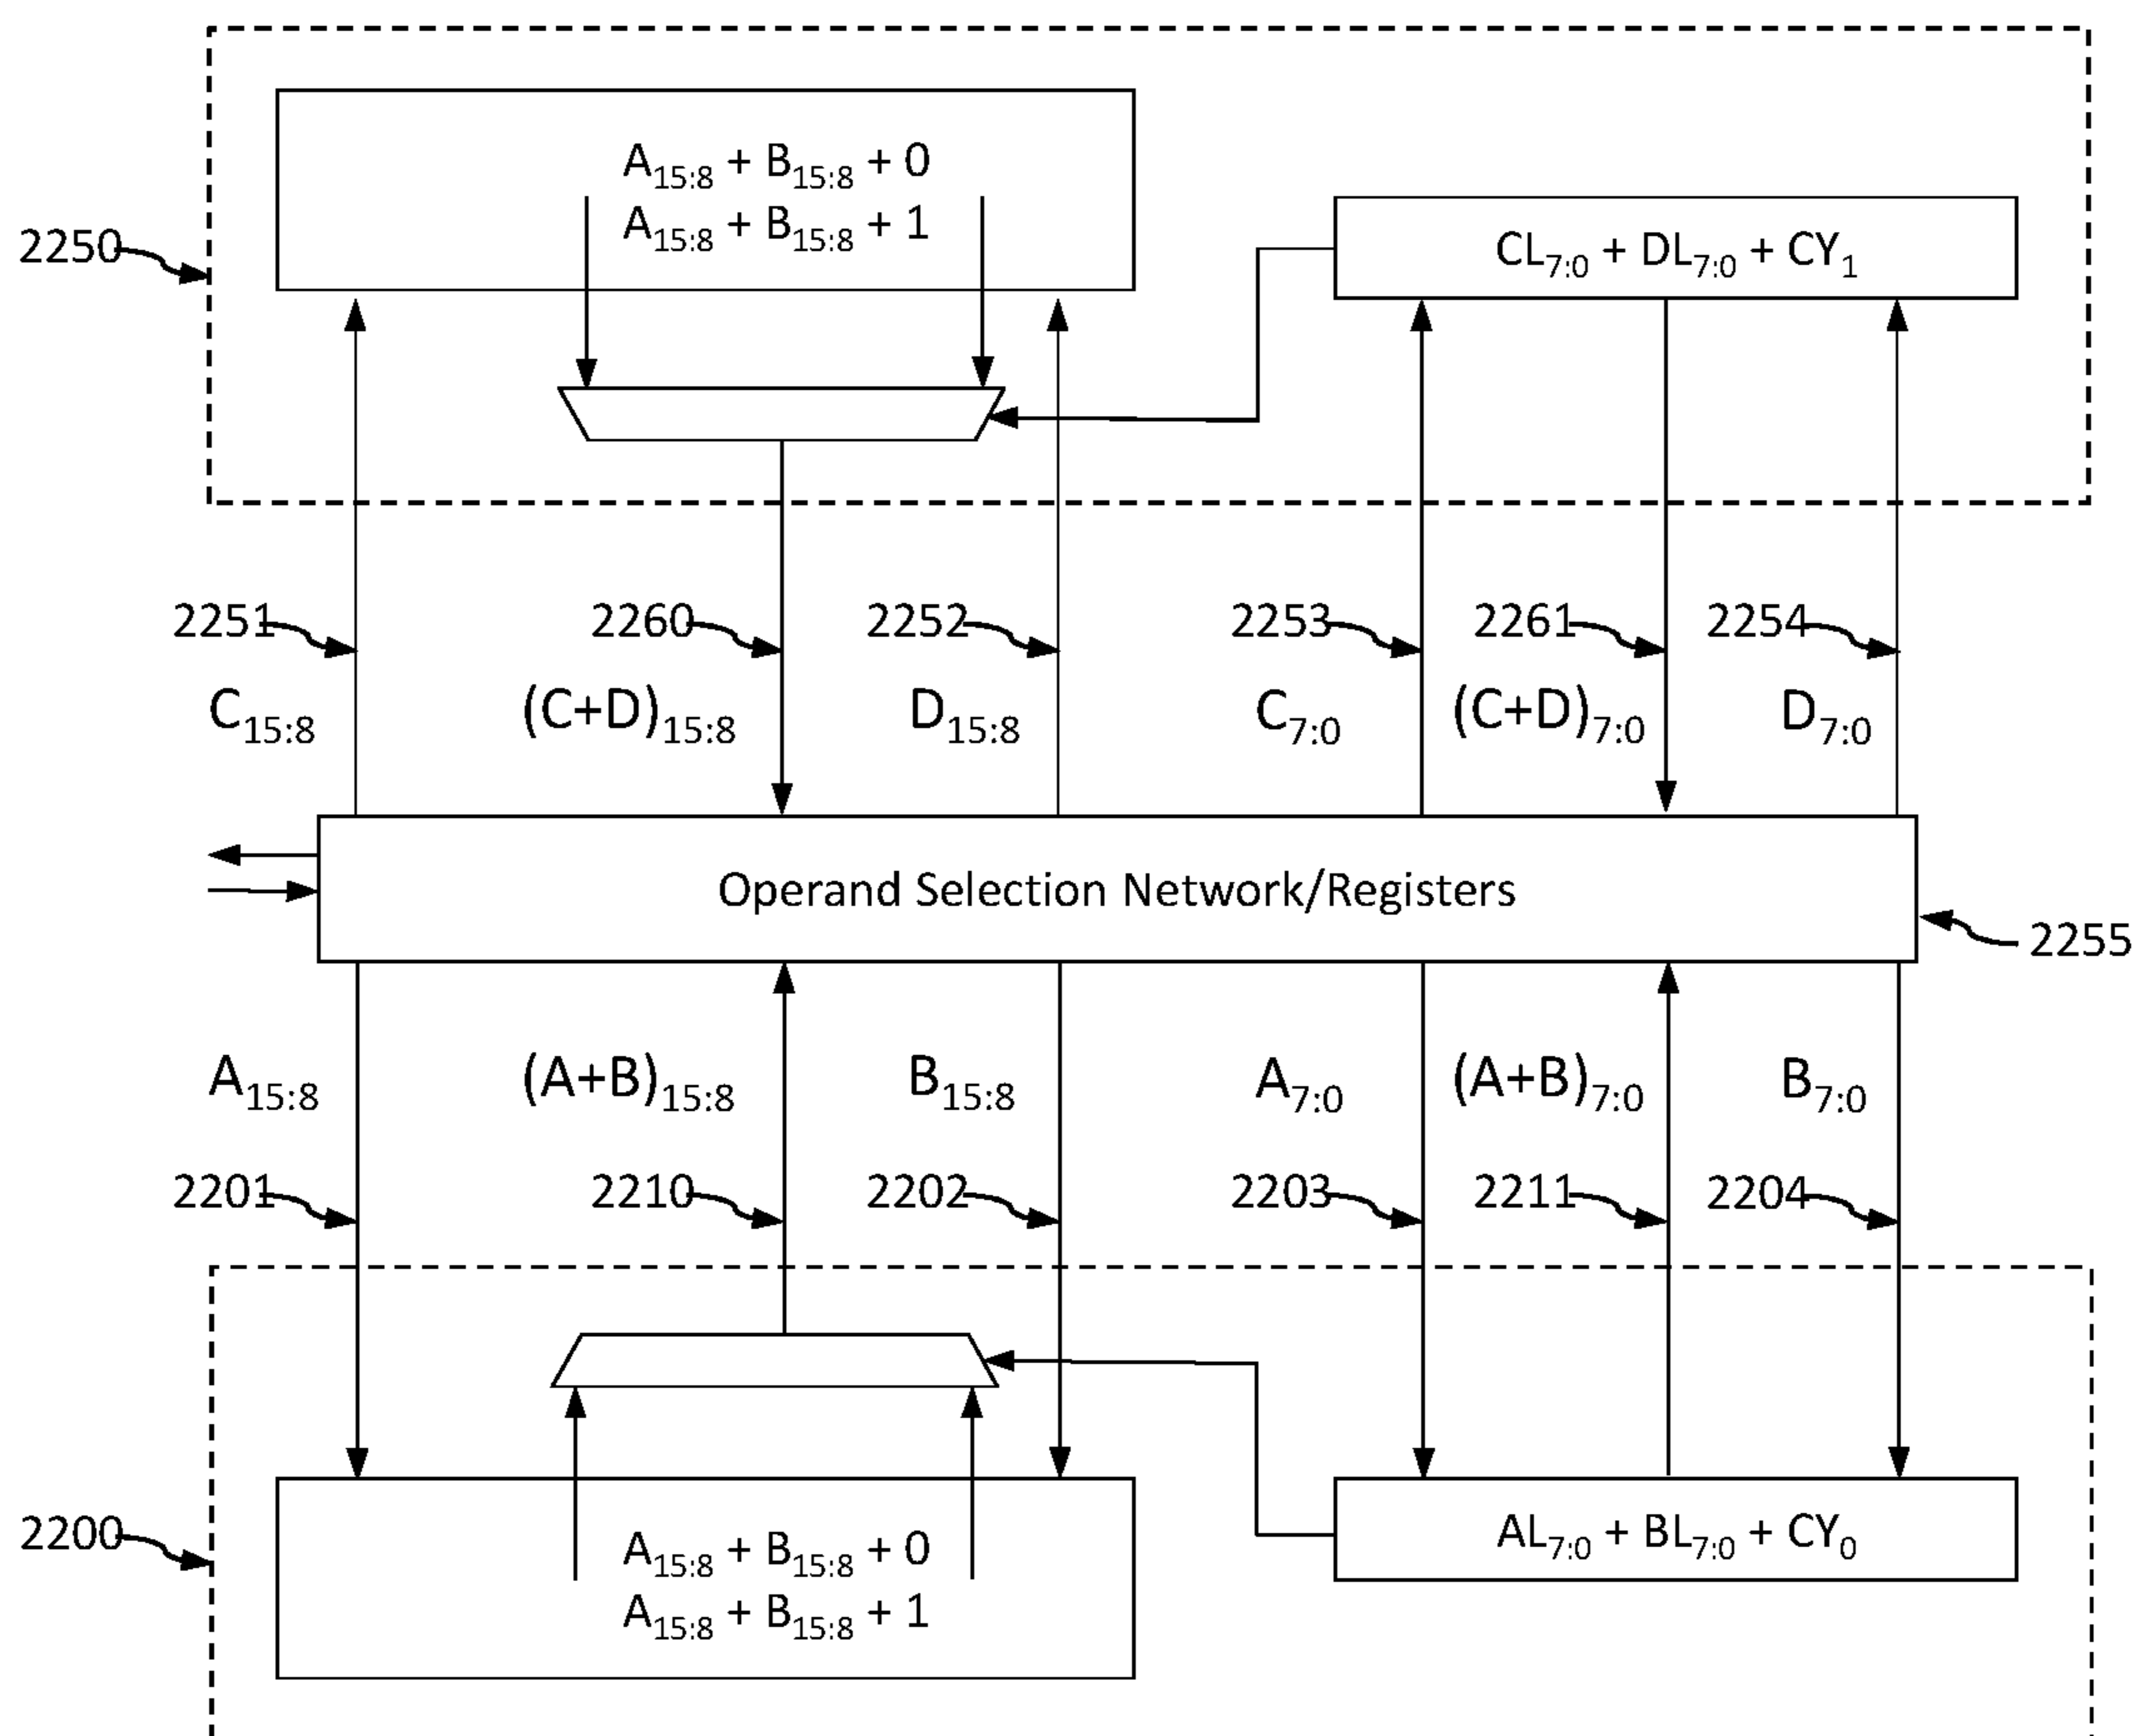 A15:8 + B15:8 + 0
A15:8 + B15:8 + 1
2250
CL7:0 + DL7:0 + CY1
2251 2260 2252 2253 2261 2254
C15:8 (C+D)15:8 D15:8 C7:0 (C+D)7:0 D7:0
Operand Selection Network/Registers
2255
A15:8 (A+B)15:8 B15:8 A7:0 (A+B)7:0 B7:0
2201 2210 2202 2203 2211 2204
2200
A15:8 + B15:8 + 0
A15:8 + B15:8 + 1
AL7:0 + BL7:0 + CY0